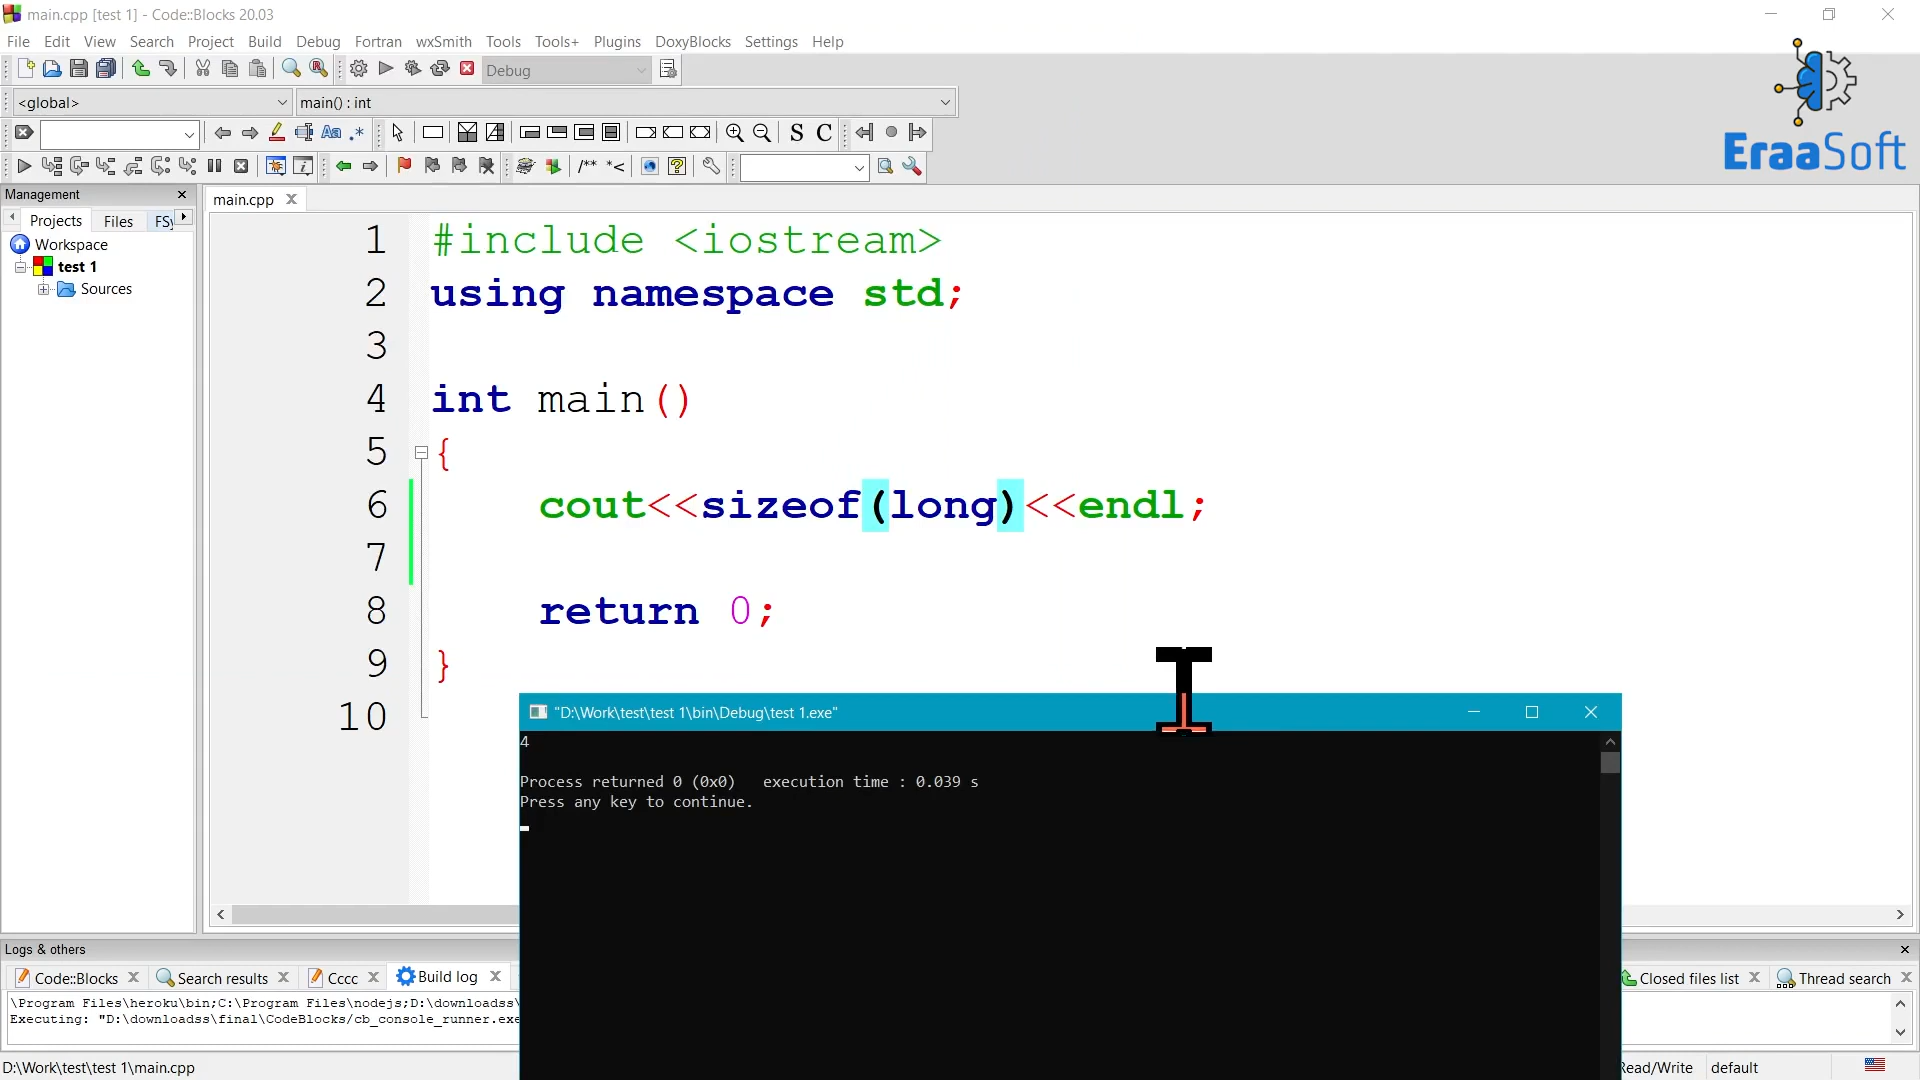 main.cpp [test 1] - Code::Blocks 20.03
File Edit View Search Project Build Debug Fortran wxSmith Tools Tools+ Plugins DoxyBlocks Settings Help
Debug
<global> main() : int
S C
/** *<
EraaSoft
Management
main.cpp
Projects Files FSy
Workspace
test 1
Sources
1 #include <iostream>
2 using namespace std;
3
4 int main()
5 {
6 cout<<sizeof(long)<<endl;
7
8 return 0;
9 }
10
"D:\Work\test\test 1\bin\Debug\test 1.exe"
4
Process returned 0 (0x0)   execution time : 0.039 s
Press any key to continue.
Logs & others
Code::Blocks Search results Cccc Build log Closed files list Thread search
\Program Files\heroku\bin;C:\Program Files\nodejs;D:\downloadss\
Executing: "D:\downloadss\final\CodeBlocks/cb_console_runner.exe
D:\Work\test\test 1\main.cpp Read/Write default